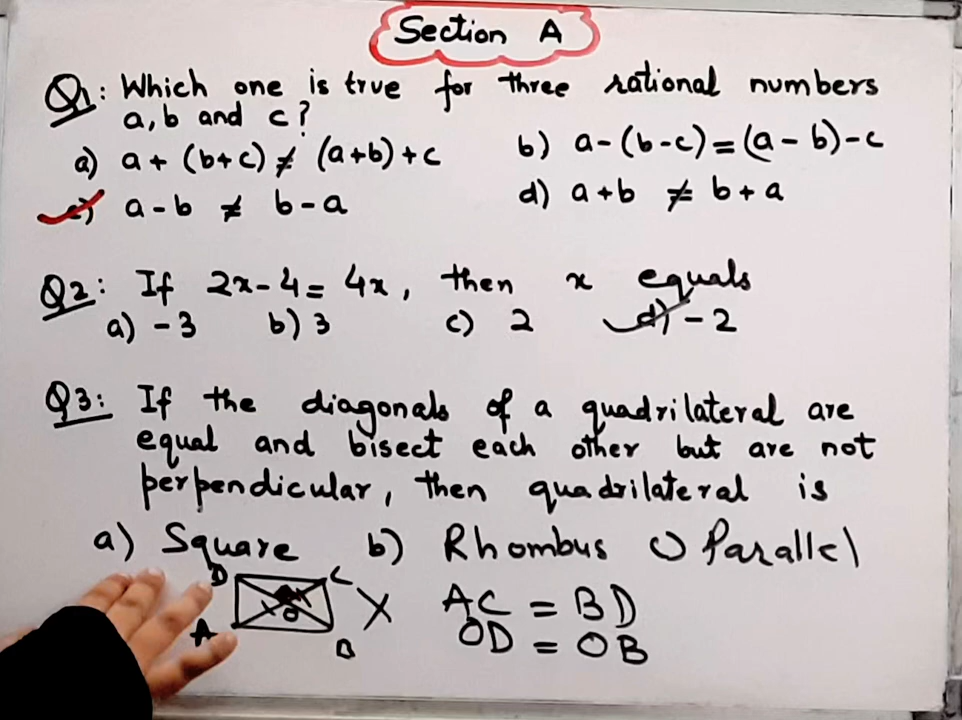 Section A
Q1: Which one is true for three rational numbers
a, b and c?
a) a + (b+c) ≠ (a+b) + c b) a-(b-c) = (a-b)-c
c) a-b ≠ b-a d) a+b ≠ b+a
Q2: If 2x-4 = 4x, then x equals
a) -3 b) 3 c) 2 d) -2
Q3: If the diagonals of a quadrilateral are
equal and bisect each other but are not
perpendicular, then quadrilateral is
a) Square b) Rhombus c) Parallel
D C
O
A B
AC = BD
OD = OB